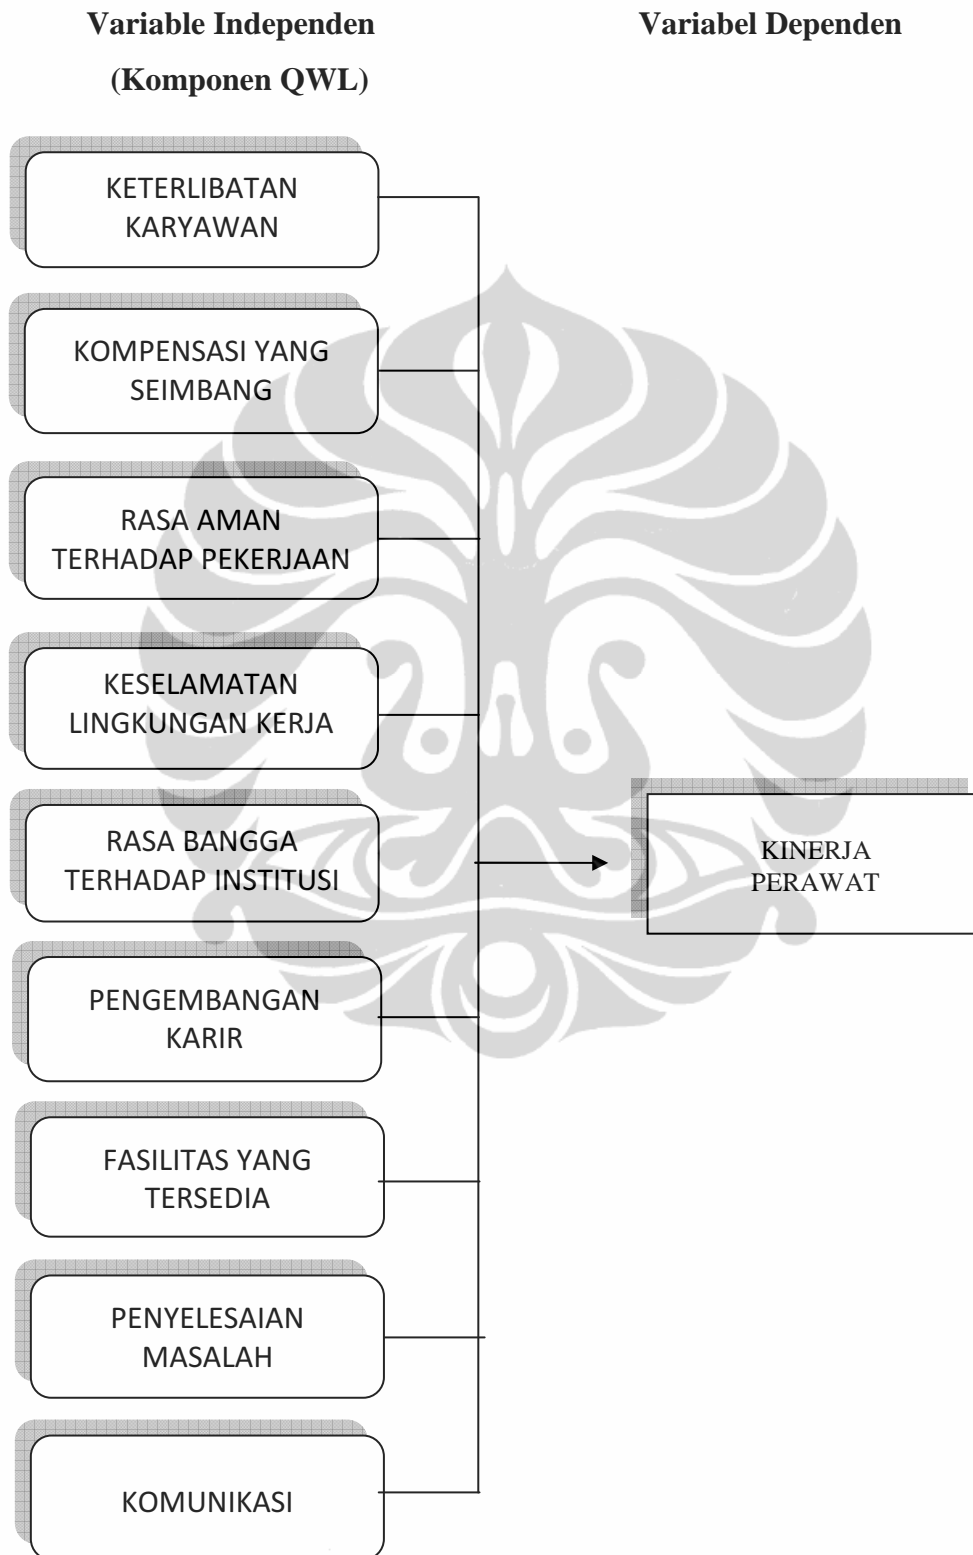 Variable Independen
Variabel Dependen
(Komponen QWL)
KETERLIBATAN
KARYAWAN
KOMPENSASI YANG
SEIMBANG
RASA AMAN
TERHADAP PEKERJAAN
KESELAMATAN
LINGKUNGAN KERJA
RASA BANGGA
TERHADAP INSTITUSI
KINERJA
PERAWAT
PENGEMBANGAN
KARIR
FASILITAS YANG
TERSEDIA
PENYELESAIAN
MASALAH
KOMUNIKASI